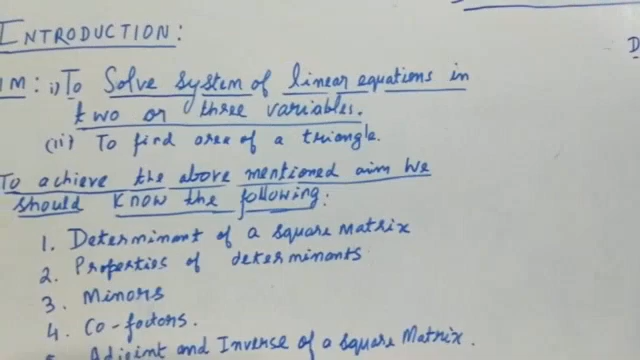 INTRODUCTION:
D
IM: i) To Solve system of linear equations in
two or three variables.
(ii) To find area of a triangle.
To achieve the above mentioned aim we
should know the following:
1. Determinant of a square Matrix
2. Properties of determinants
3. Minors
4. Co-factors.
5. Adjoint and Inverse of a square Matrix.